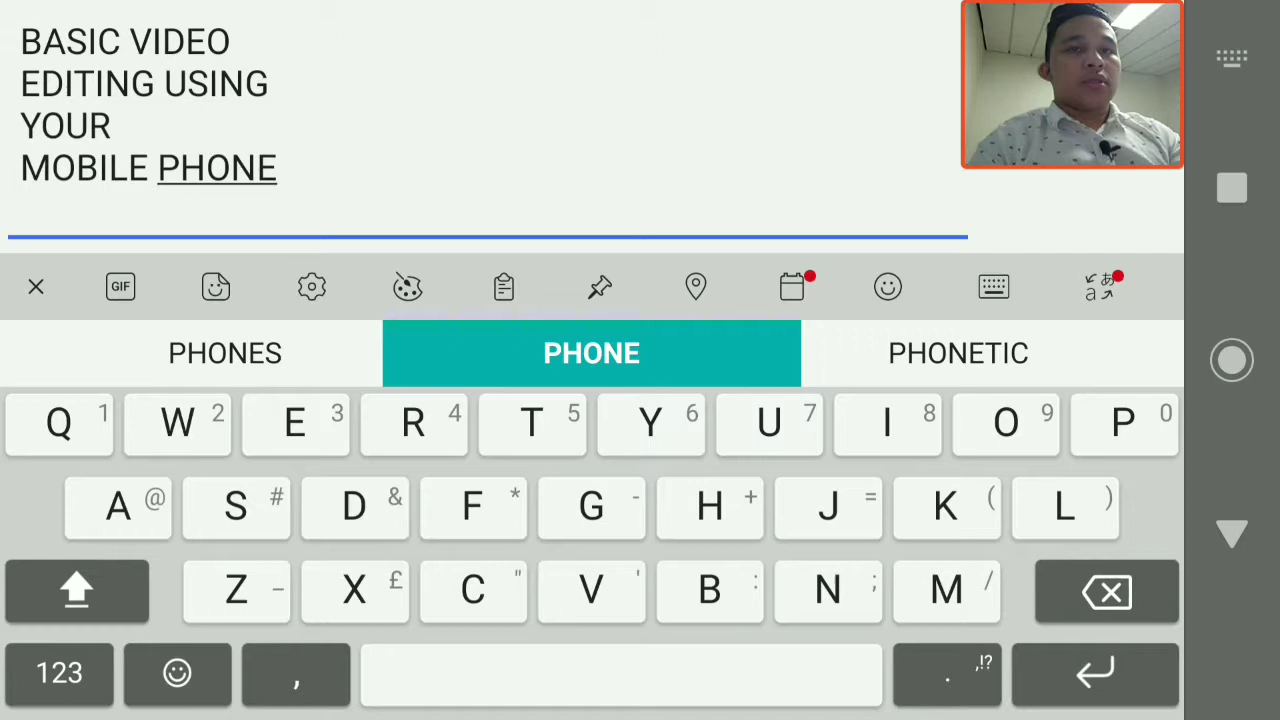 BASIC VIDEO
EDITING USING
YOUR
MOBILE PHONE
GIF
a あ
PHONES PHONE PHONETIC
Q 1 W 2 E 3 R 4 T 5 Y 6 U 7 I 8 O 9 P 0
A @ S # D & F * G - H + J = K ( L )
Z _ X £ C " V ' B : N ; M /
123 , . ,!?